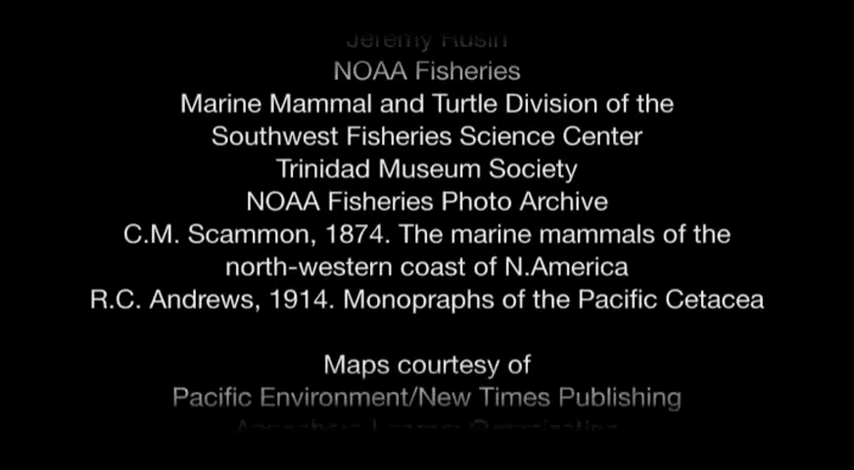 Jeremy Rusin
NOAA Fisheries
Marine Mammal and Turtle Division of the
Southwest Fisheries Science Center
Trinidad Museum Society
NOAA Fisheries Photo Archive
C.M. Scammon, 1874. The marine mammals of the
north-western coast of N.America
R.C. Andrews, 1914. Monopraphs of the Pacific Cetacea
Maps courtesy of
Pacific Environment/New Times Publishing